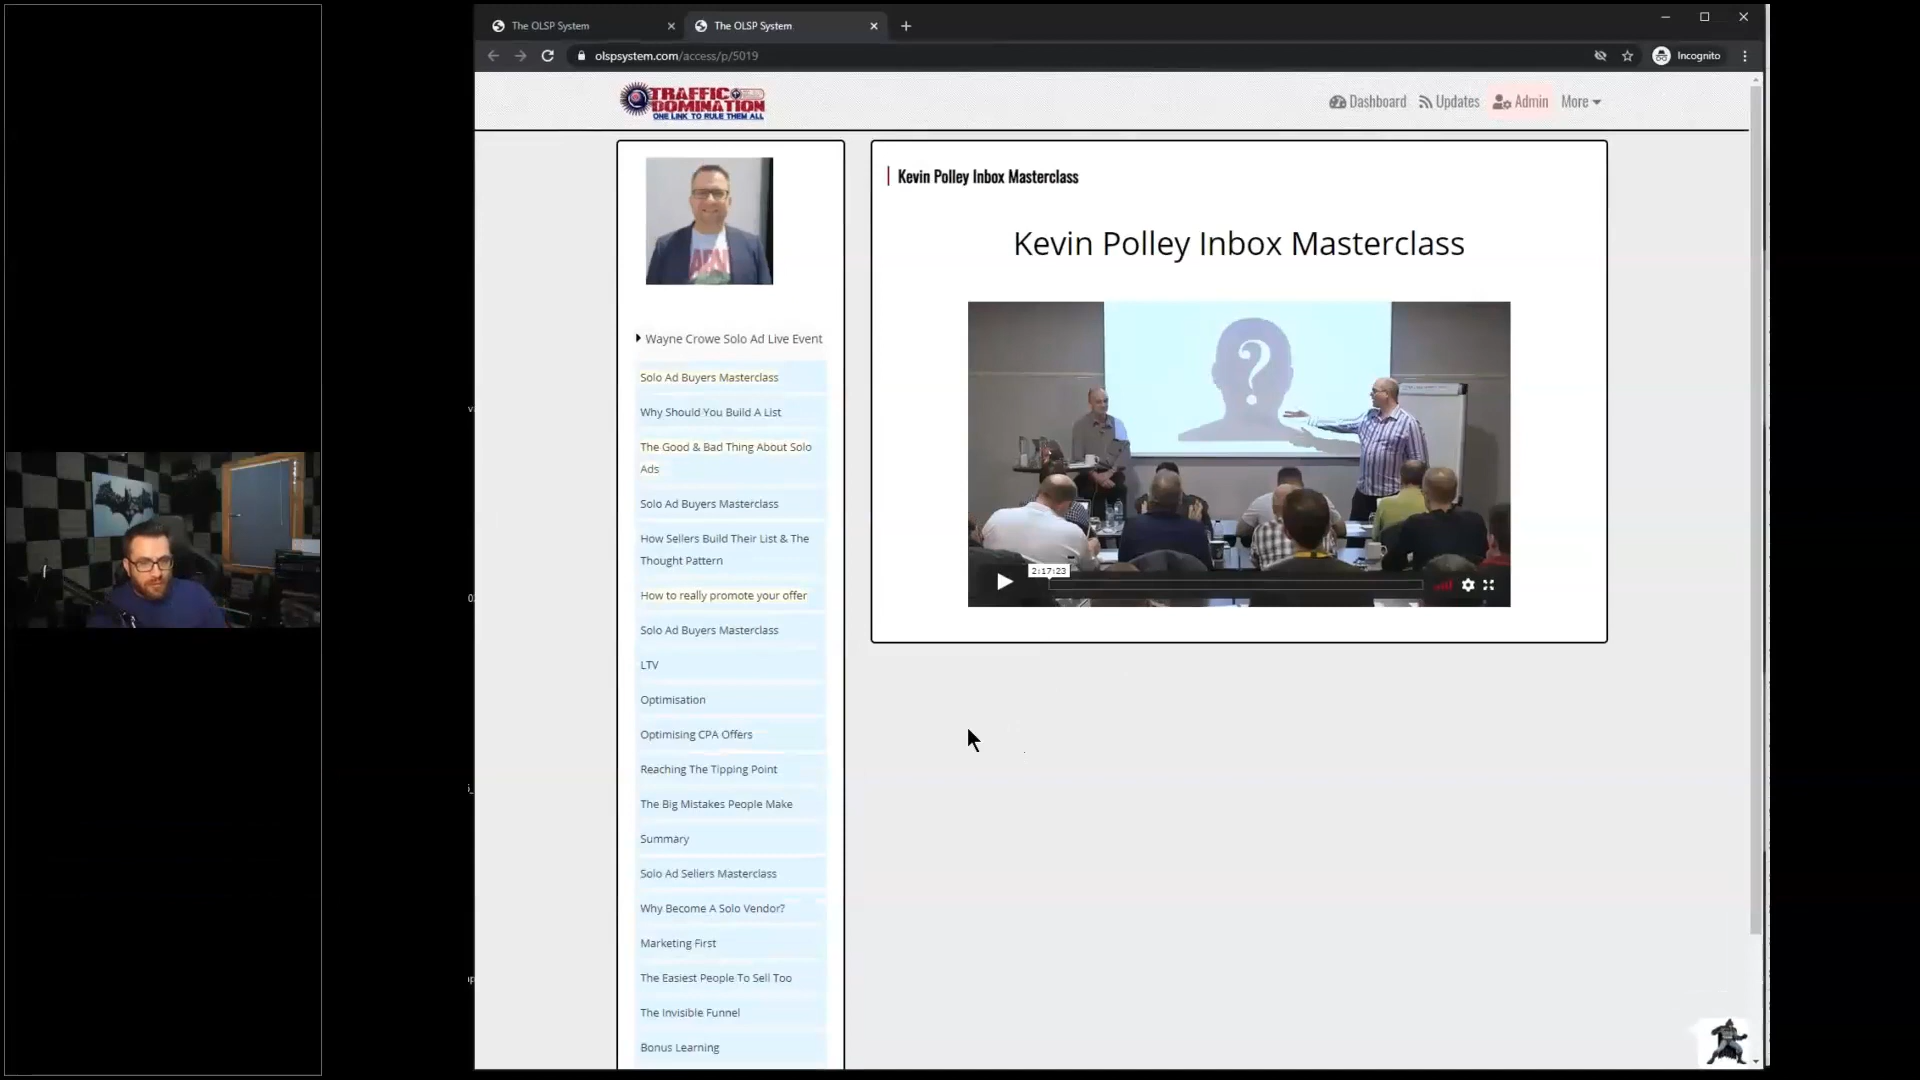 The OLSP System
The OLSP System
olspsystem.com/access/p/5019
Incognito
TRAFFIC
DOMINATION
ONE LINK TO RULE THEM ALL
Dashboard
Updates
Admin
More
Kevin Polley Inbox Masterclass
Kevin Polley Inbox Masterclass
?
2:17:23
Wayne Crowe Solo Ad Live Event
Solo Ad Buyers Masterclass
Why Should You Build A List
The Good & Bad Thing About Solo
Ads
Solo Ad Buyers Masterclass
How Sellers Build Their List & The
Thought Pattern
How to really promote your offer
Solo Ad Buyers Masterclass
LTV
Optimisation
Optimising CPA Offers
Reaching The Tipping Point
The Big Mistakes People Make
Summary
Solo Ad Sellers Masterclass
Why Become A Solo Vendor?
Marketing First
The Easiest People To Sell Too
The Invisible Funnel
Bonus Learning